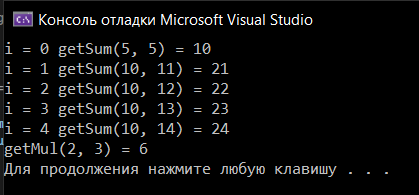 Консоль отладки Microsoft Visual Studio
i = 0 getSum(5, 5) = 10
i = 1 getSum(10, 11) = 21
i = 2 getSum(10, 12) = 22
i = 3 getSum(10, 13) = 23
i = 4 getSum(10, 14) = 24
getMul(2, 3) = 6
Для продолжения нажмите любую клавишу . . .